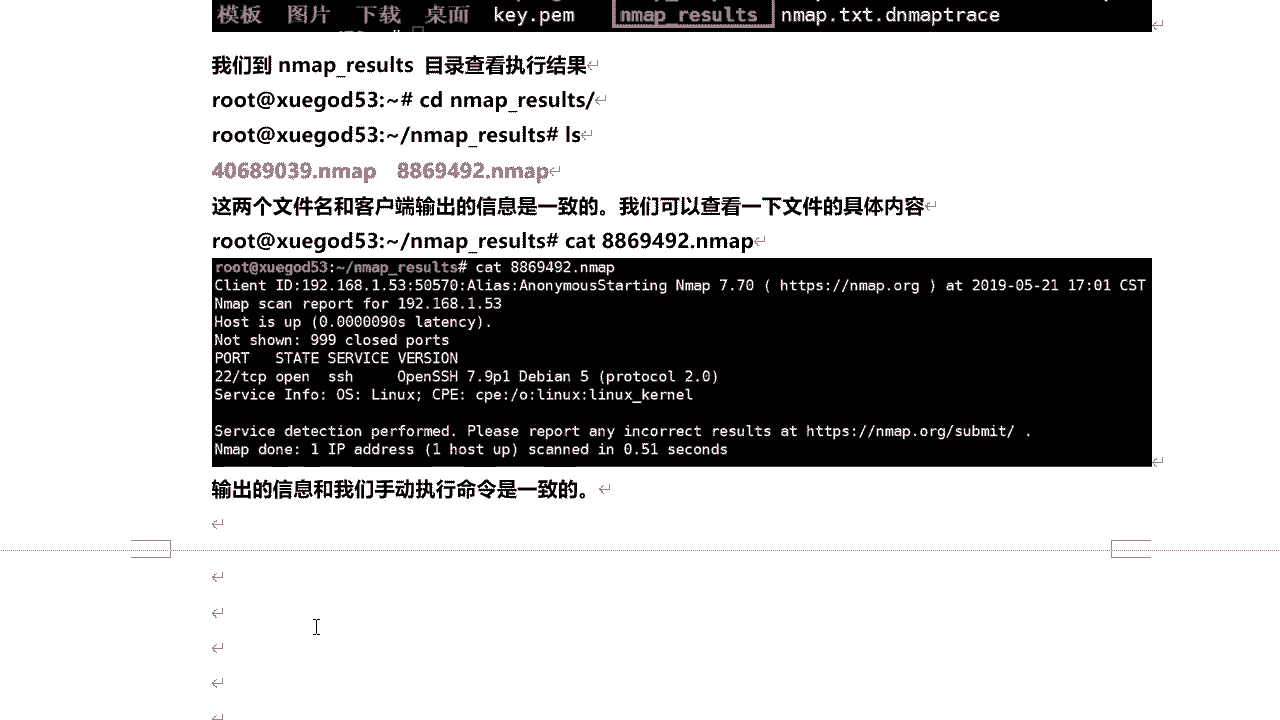 模板 图片 下载 桌面 key.pem nmap_results nmap.txt.dnmaptrace
我们到 nmap_results 目录查看执行结果
root@xuegod53:~# cd nmap_results/
root@xuegod53:~/nmap_results# ls
40689039.nmap 8869492.nmap
这两个文件名和客户端输出的信息是一致的。我们可以查看一下文件的具体内容
root@xuegod53:~/nmap_results# cat 8869492.nmap
root@xuegod53:~/nmap_results# cat 8869492.nmap
Client ID:192.168.1.53:50570:Alias:AnonymousStarting Nmap 7.70 ( https://nmap.org ) at 2019-05-21 17:01 CST
Nmap scan report for 192.168.1.53
Host is up (0.0000090s latency).
Not shown: 999 closed ports
PORT STATE SERVICE VERSION
22/tcp open ssh OpenSSH 7.9p1 Debian 5 (protocol 2.0)
Service Info: OS: Linux; CPE: cpe:/o:linux:linux_kernel
Service detection performed. Please report any incorrect results at https://nmap.org/submit/ .
Nmap done: 1 IP address (1 host up) scanned in 0.51 seconds
输出的信息和我们手动执行命令是一致的。